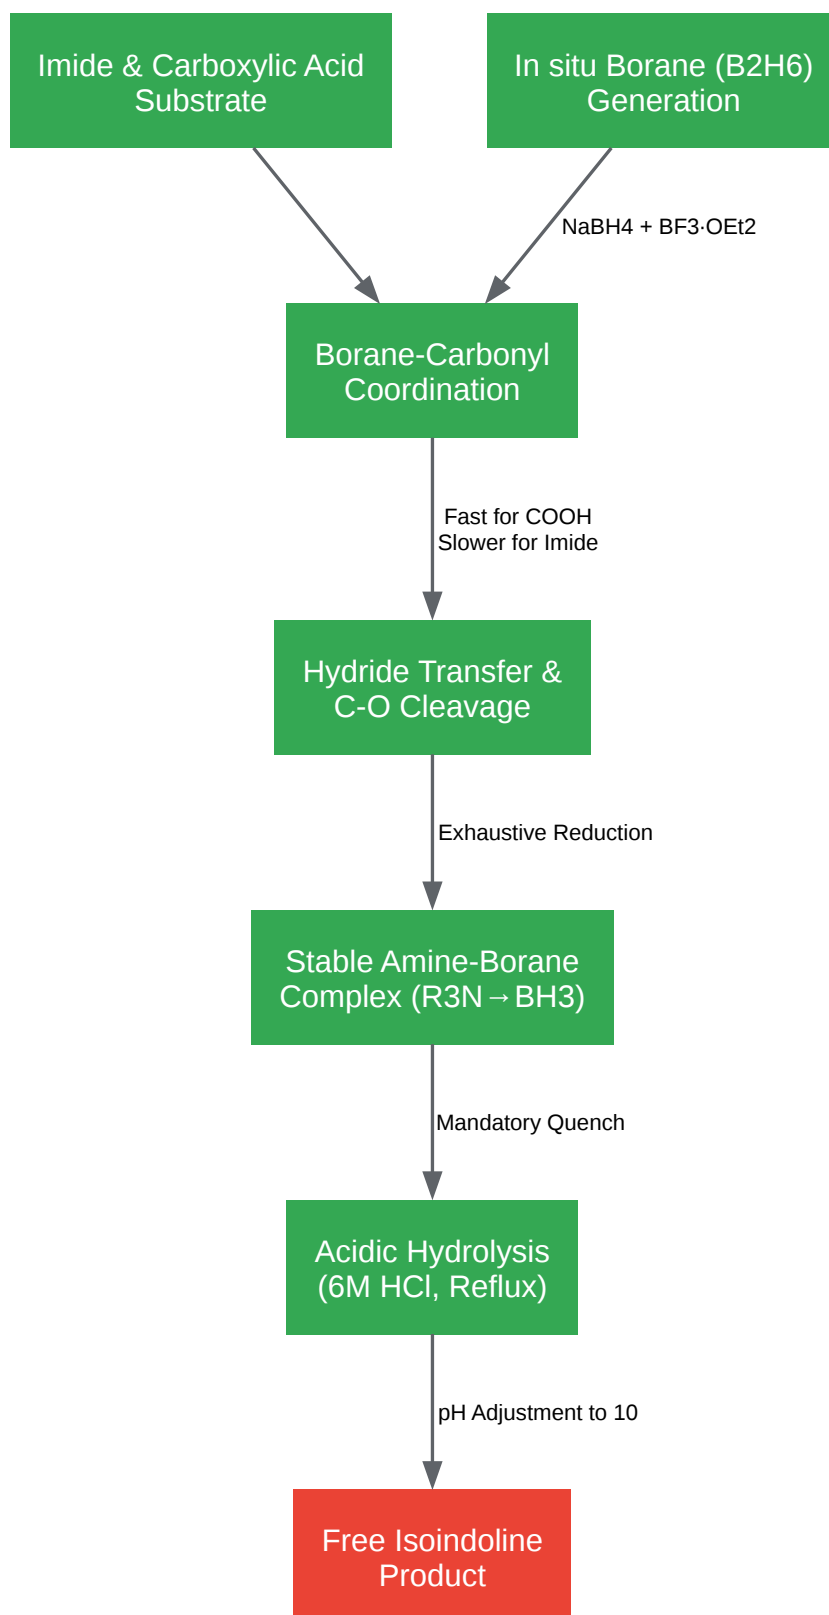 Imide & Carboxylic Acid
Substrate
In situ Borane (B2H6)
Generation
NaBH4 + BF3·OEt2
Borane-Carbonyl
Coordination
Fast for COOH
Slower for Imide
Hydride Transfer &
C-O Cleavage
Exhaustive Reduction
Stable Amine-Borane
Complex (R3N→BH3)
Mandatory Quench
Acidic Hydrolysis
(6M HCl, Reflux)
pH Adjustment to 10
Free Isoindoline
Product